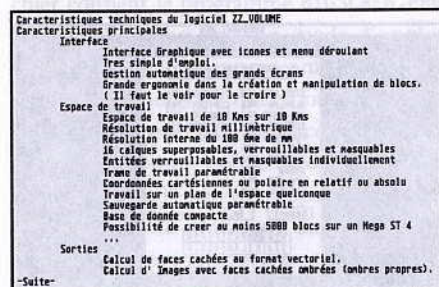 Caracteristiques techniques du logiciel ZZ_VOLUME
Caracteristiques principales
Interface
Interface Graphique avec icones et menu déroulant
Tres simple d'emploi.
Gestion automatique des grands écrans
Grande ergonomie dans la création et manipulation de blocs.
( Il faut le voir pour le croire )
Espace de travail
Espace de travail de 10 Kms sur 10 Kms
Résolution de travail millimètrique
Résolution interne du 100 éme de mm
16 calques superposables, verrouillables et masquables
Entitées verrouillables et masquables individuellement
Trame de travail paramétrable
Coordonnées cartésiennes ou polaire en relatif ou absolu
Travail sur un plan de l'espace quelconque
Sauvegarde automatique paramétrable
Base de donnée compacte
Possibilité de creer au moins 5000 blocs sur un Mega ST 4
...
Sorties
Calcul de faces cachées au format vectoriel.
Calcul d' Images avec faces cachées ombrées (ombres propres).
-Suite-